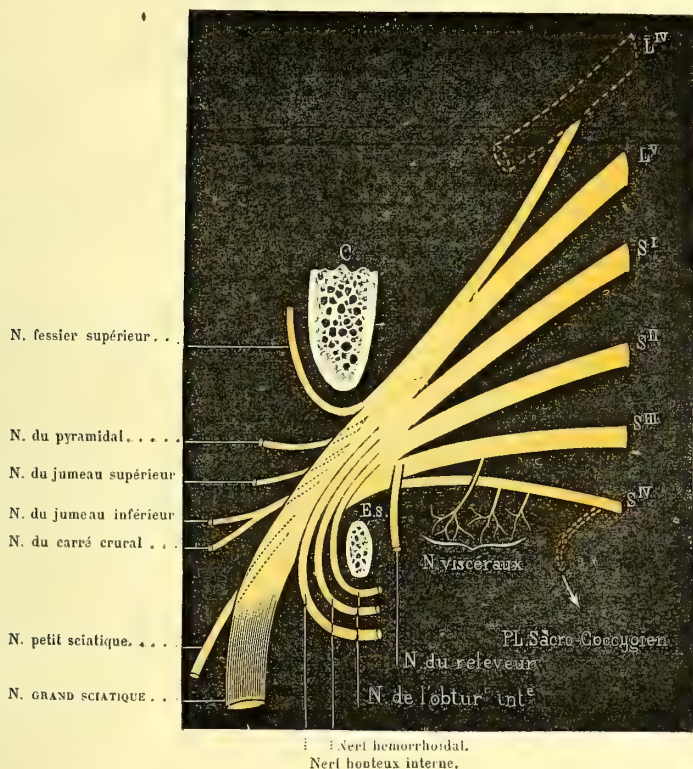 L IV
L V
S I
C.
S II
N. fessier supérieur. . .
S III
N. du pyramidal. . . . . .
N. du jumeau supérieur
S IV
E.s.
N. du jumeau inférieur
N. du carré crural . . .
N. viscéraux
N. petit sciatique. . . . .
PL. Sacro-Coccygien
N. du releveur
N. GRAND SCIATIQUE . . .
N. de l'obtur.r int.e
Nerf hemorrhoïdal.
Nerf honteux interne.